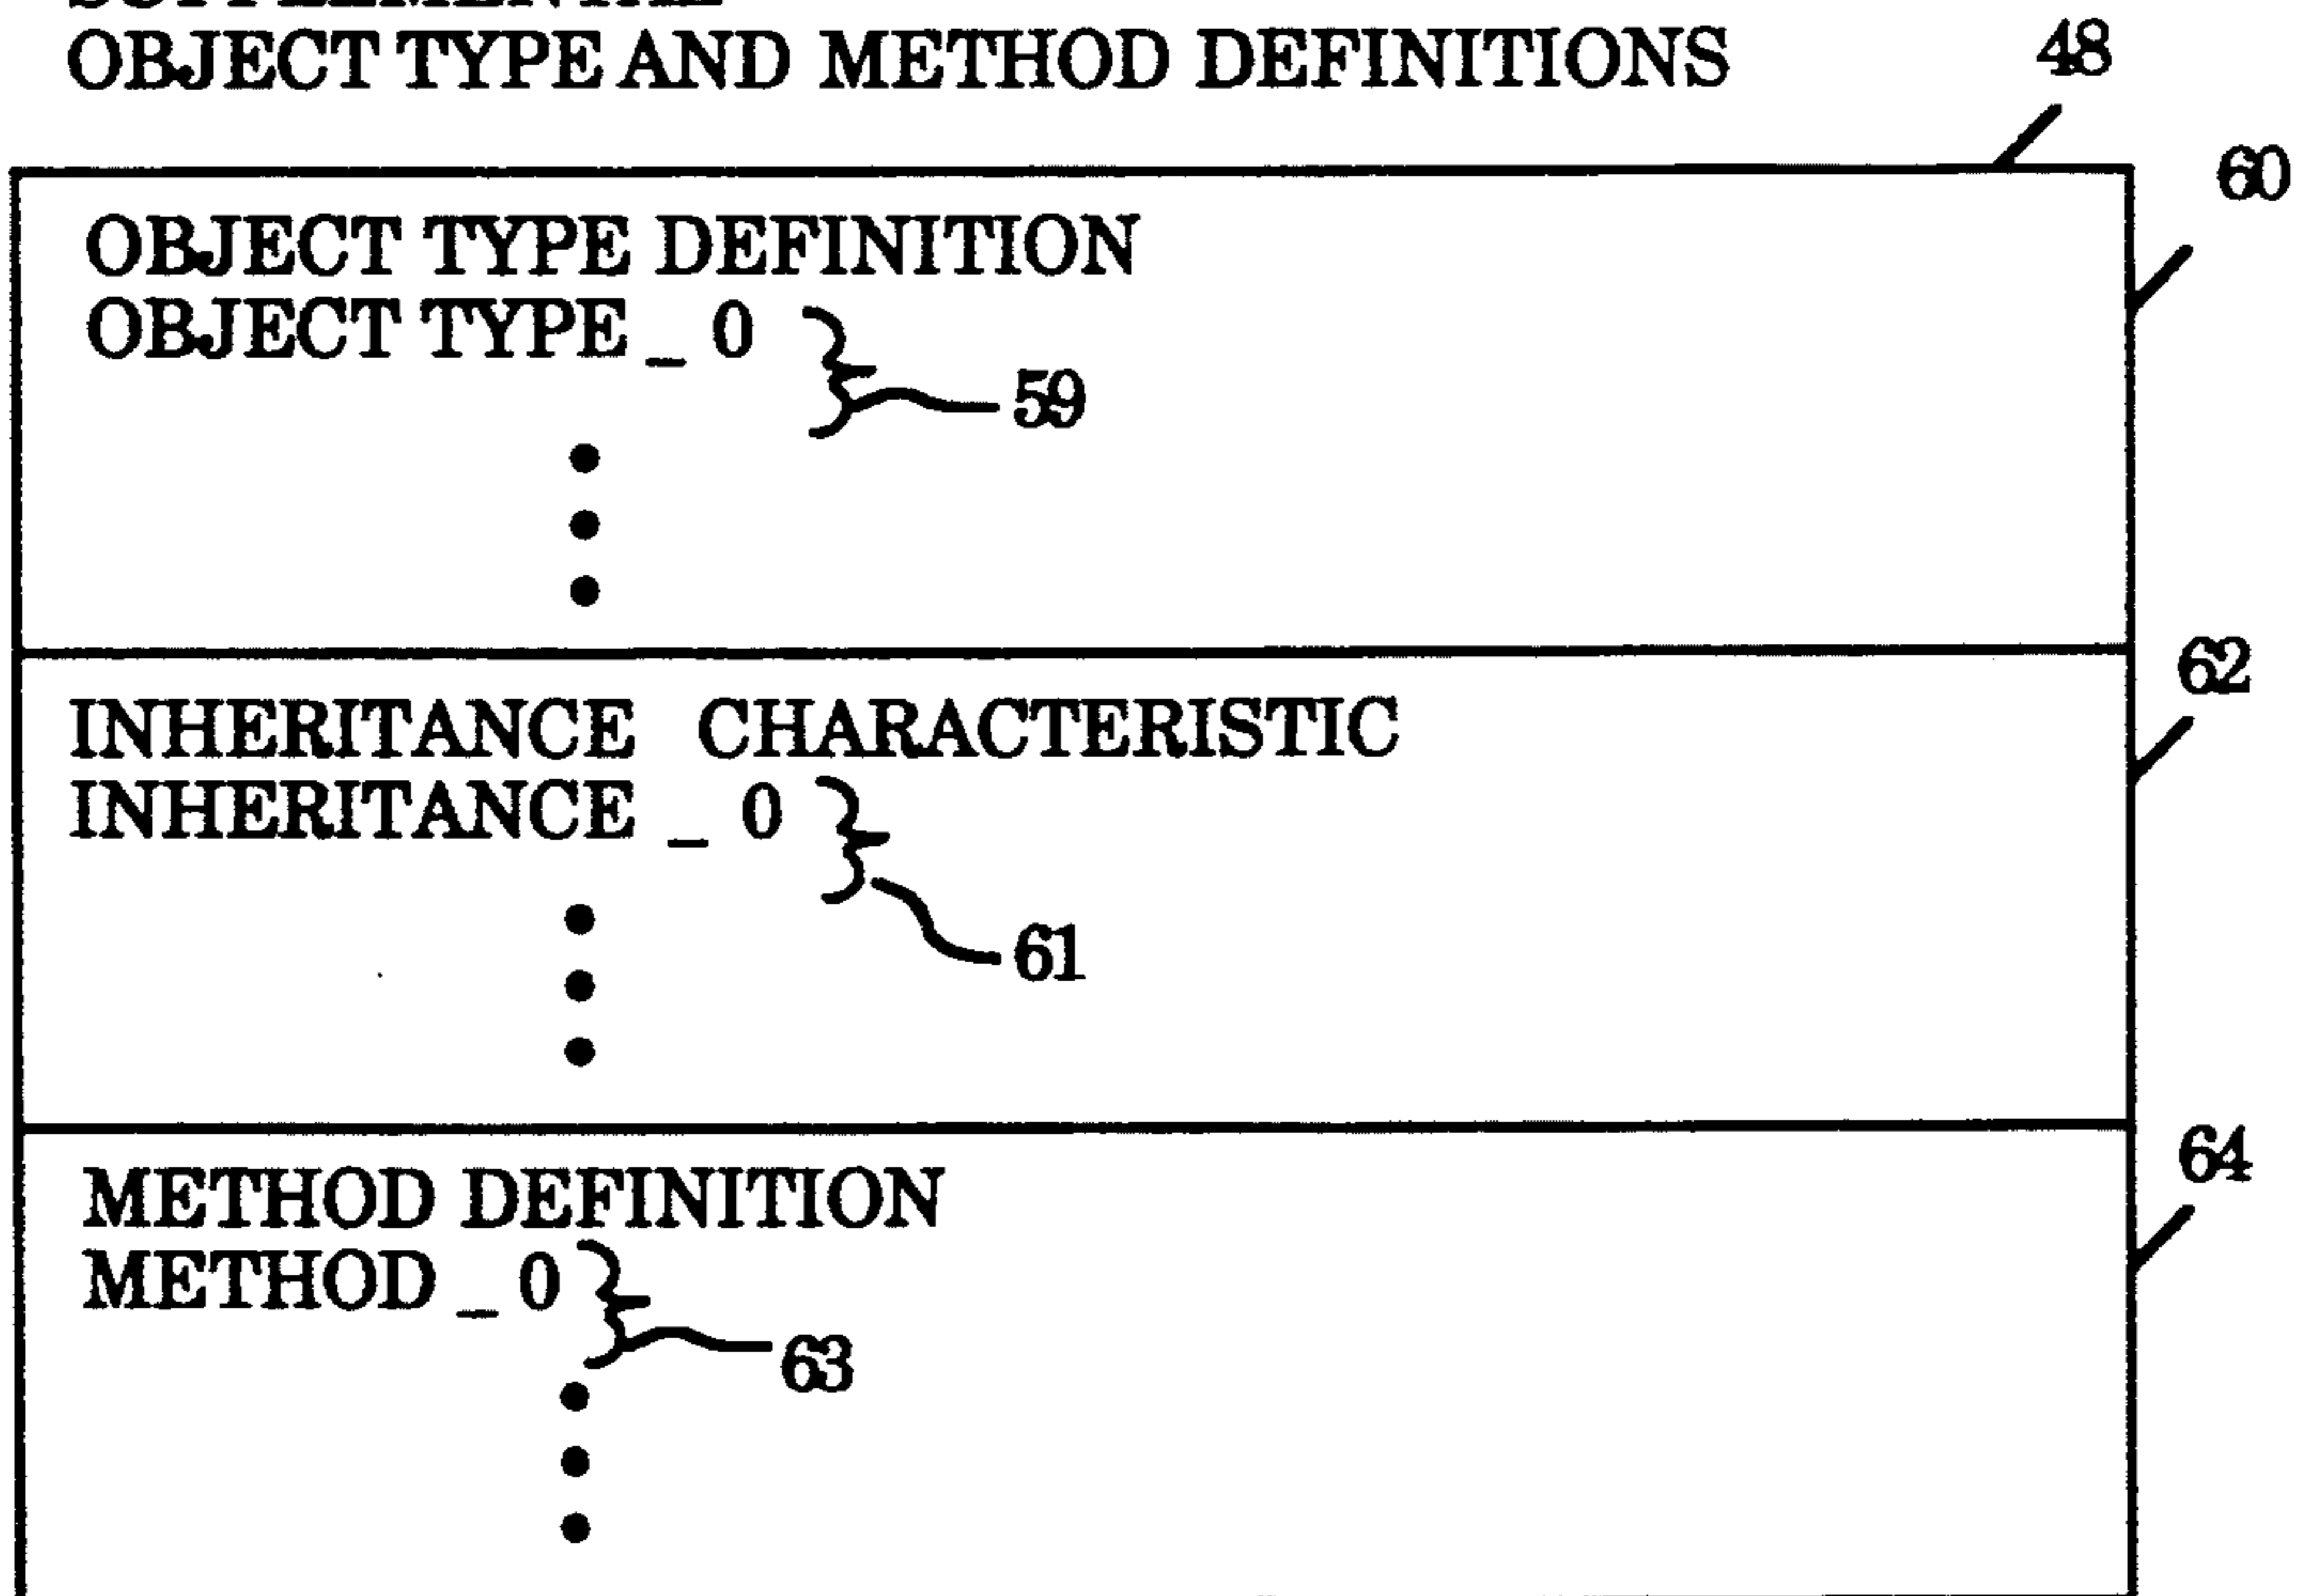 OBJECT TYPE AND METHOD DEFINITIONS
48
60
OBJECT TYPE DEFINITION
OBJECT TYPE _ 0
59
62
INHERITANCE CHARACTERISTIC
INHERITANCE _ 0
61
64
METHOD DEFINITION
METHOD _ 0
63